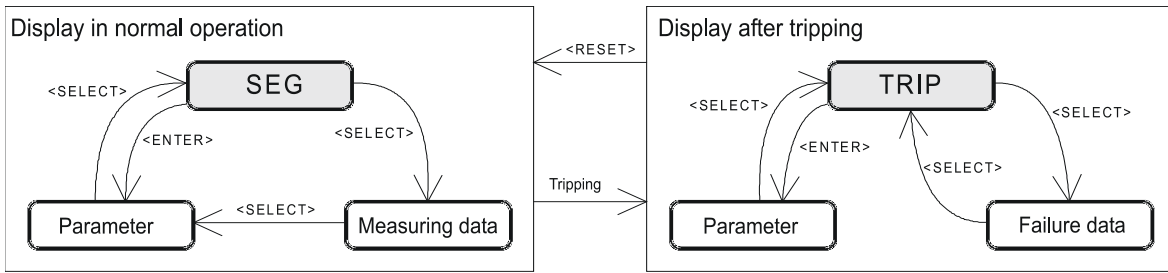 Display in normal operation
SEG
<SELECT>
<ENTER>
<SELECT>
Parameter
<SELECT>
Measuring data
<RESET>
Tripping
Display after tripping
TRIP
<SELECT>
<ENTER>
<SELECT>
<SELECT>
Parameter
Failure data